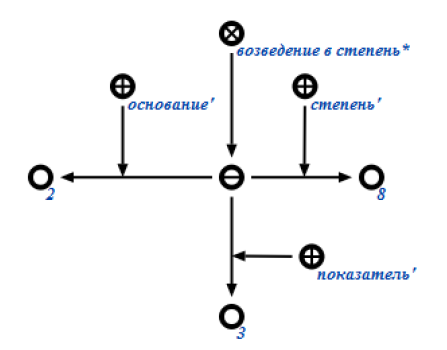 возведение в степень*
основание'
степень'
2
8
показатель'
3